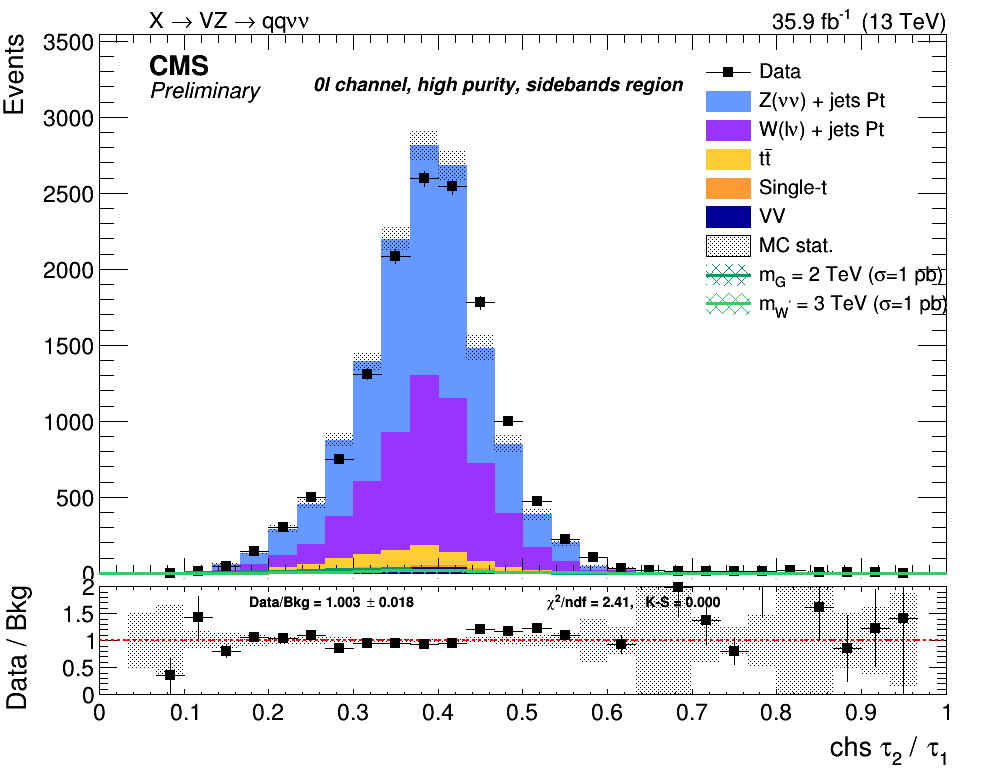 X → VZ → qqνν
35.9 fb⁻¹ (13 TeV)
Events
CMS
Preliminary
0l channel, high purity, sidebands region
Data
Z(νν) + jets Pt
W(lν) + jets Pt
tt̄
Single-t
VV
MC stat.
m_G = 2 TeV (σ=1 pb)
m_W' = 3 TeV (σ=1 pb)
3500
3000
2500
2000
1500
1000
500
0
Data / Bkg
Data/Bkg = 1.003 ± 0.018
χ²/ndf = 2.41, K-S = 0.000
2
1.5
1
0.5
0
0 0.1 0.2 0.3 0.4 0.5 0.6 0.7 0.8 0.9 1
chs τ₂ / τ₁